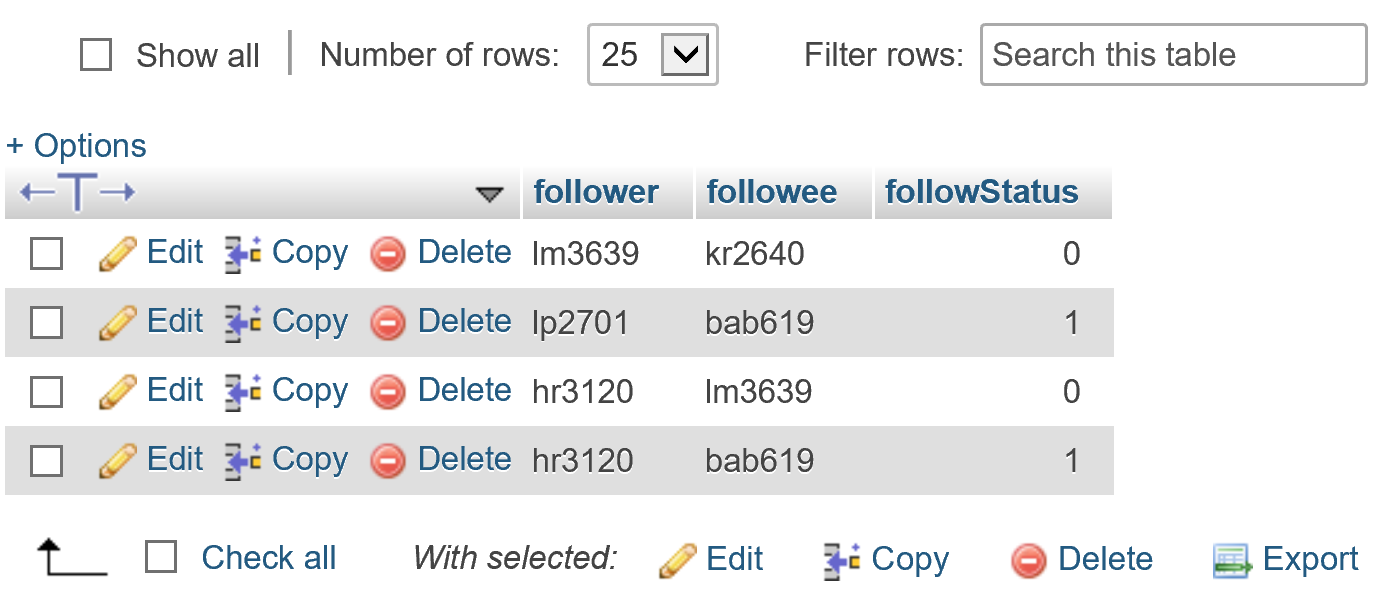 Show all | Number of rows: 25 Filter rows: Search this table
+ Options
←T→ follower followee followStatus
Edit Copy Delete lm3639 kr2640 0
Edit Copy Delete lp2701 bab619 1
Edit Copy Delete hr3120 lm3639 0
Edit Copy Delete hr3120 bab619 1
Check all With selected: Edit Copy Delete Export